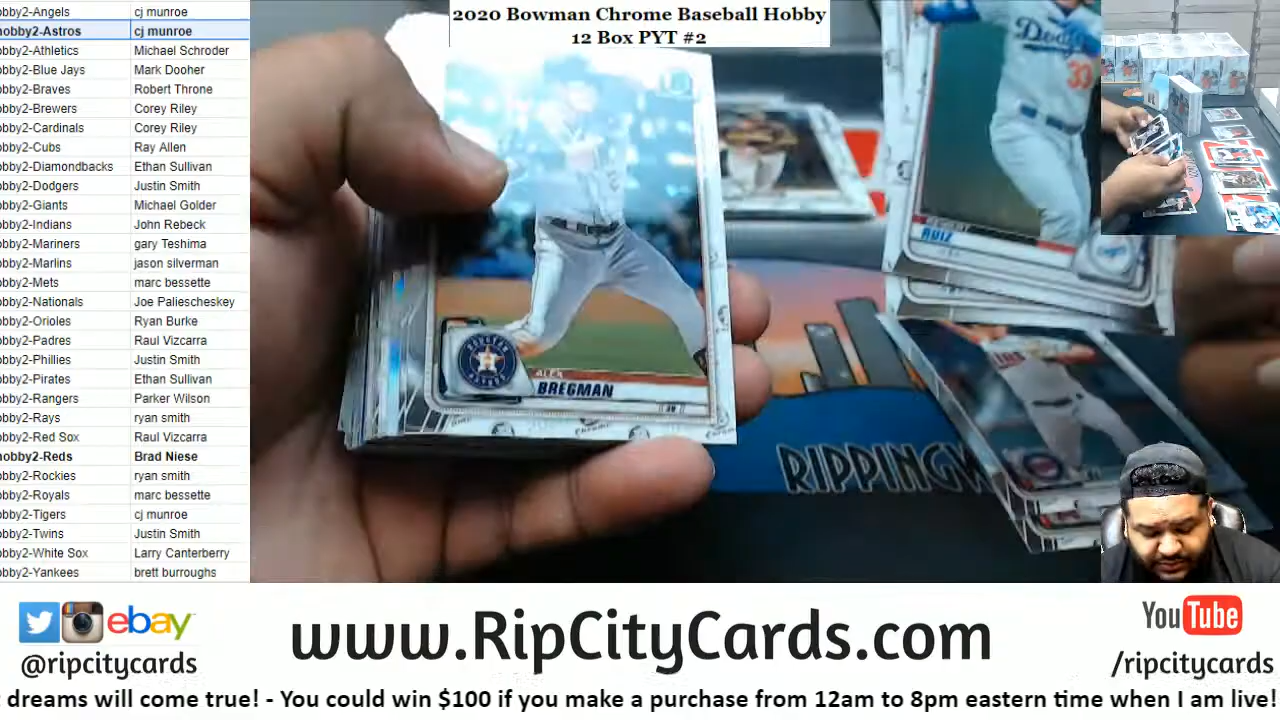 2020 Bowman Chrome Baseball Hobby
12 Box PYT #2
obby2-Angels cj munroe
hobby2-Astros cj munroe
obby2-Athletics Michael Schroder
obby2-Blue Jays Mark Dooher
obby2-Braves Robert Throne
obby2-Brewers Corey Riley
obby2-Cardinals Corey Riley
obby2-Cubs Ray Allen
obby2-Diamondbacks Ethan Sullivan
obby2-Dodgers Justin Smith
obby2-Giants Michael Golder
obby2-Indians John Rebeck
obby2-Mariners gary Teshima
obby2-Marlins jason silverman
obby2-Mets marc bessette
obby2-Nationals Joe Paliescheskey
obby2-Orioles Ryan Burke
obby2-Padres Raul Vizcarra
obby2-Phillies Justin Smith
obby2-Pirates Ethan Sullivan
obby2-Rangers Parker Wilson
obby2-Rays ryan smith
obby2-Red Sox Raul Vizcarra
hobby2-Reds Brad Niese
obby2-Rockies ryan smith
obby2-Royals marc bessette
obby2-Tigers cj munroe
obby2-Twins Justin Smith
obby2-White Sox Larry Canterberry
obby2-Yankees brett burroughs
ALEX
BREGMAN
Dodge
33
RUIZ
RIPPINGW
ebay
@ripcitycards
www.RipCityCards.com
YouTube
/ripcitycards
t dreams will come true! - You could win $100 if you make a purchase from 12am to 8pm eastern time when I am live!